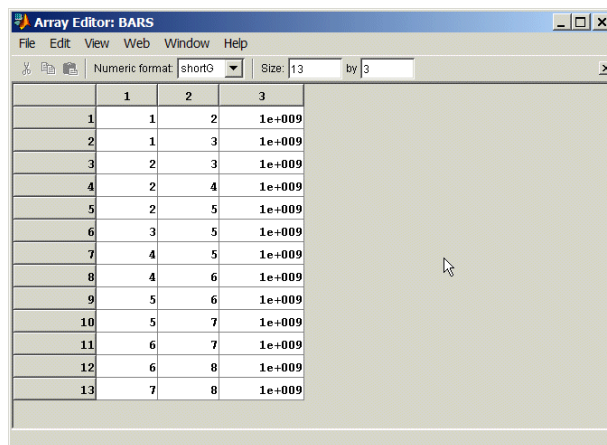 Array Editor: BARS
File Edit View Web Window Help
Numeric format: shortG Size: 13 by 3
1 2 3
1 1 2 1e+009
2 1 3 1e+009
3 2 3 1e+009
4 2 4 1e+009
5 2 5 1e+009
6 3 5 1e+009
7 4 5 1e+009
8 4 6 1e+009
9 5 6 1e+009
10 5 7 1e+009
11 6 7 1e+009
12 6 8 1e+009
13 7 8 1e+009